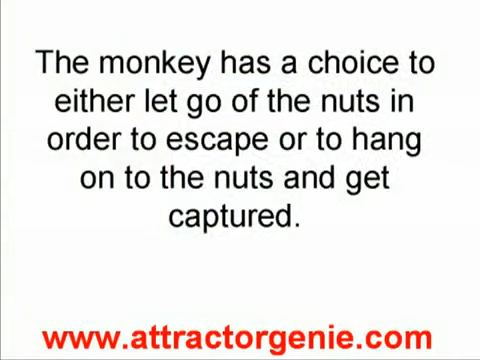 The monkey has a choice to
either let go of the nuts in
order to escape or to hang
on to the nuts and get
captured.
www.attractorgenie.com